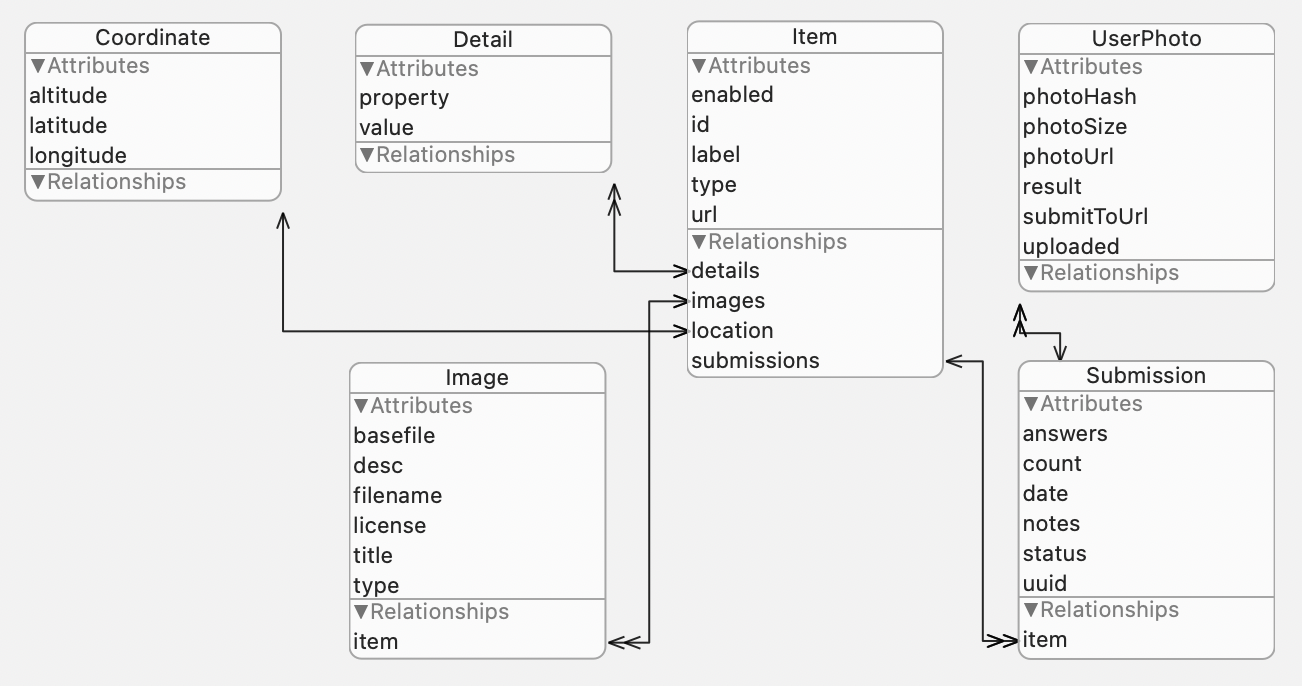 Coordinate
▼Attributes
altitude
latitude
longitude
▼Relationships
Detail
▼Attributes
property
value
▼Relationships
Item
▼Attributes
enabled
id
label
type
url
▼Relationships
details
images
location
submissions
UserPhoto
▼Attributes
photoHash
photoSize
photoUrl
result
submitToUrl
uploaded
▼Relationships
Image
▼Attributes
basefile
desc
filename
license
title
type
▼Relationships
item
Submission
▼Attributes
answers
count
date
notes
status
uuid
▼Relationships
item